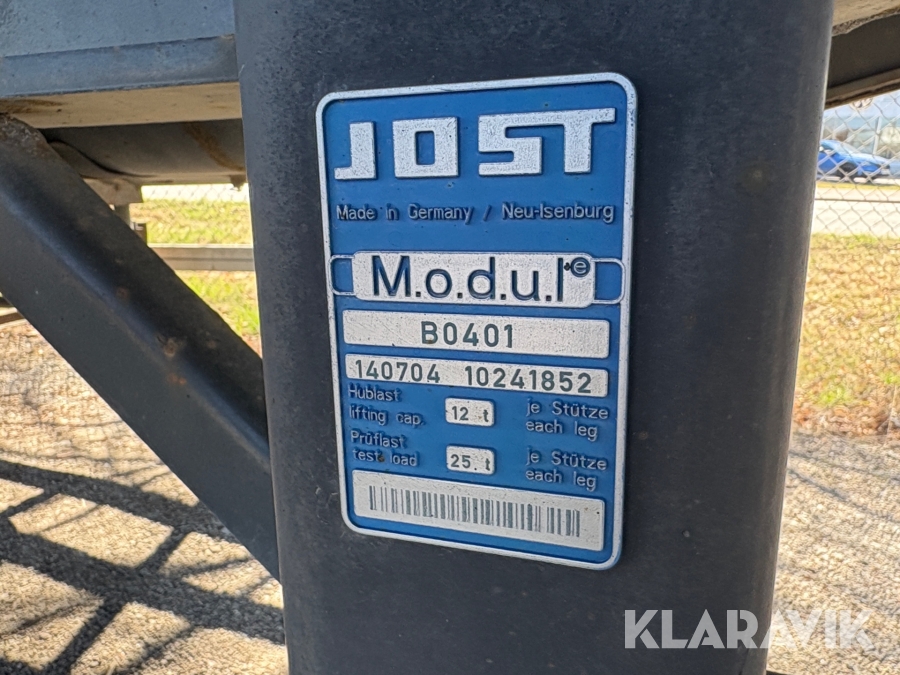 JOST
Made in Germany / Neu-Isenburg
M.o.d.u.l e
B0401
140704 10241852
Hublast
lifting cap. 12 t je Stütze
each leg
Prüflast
test load 25. t je Stütze
each leg
KLARAVIK